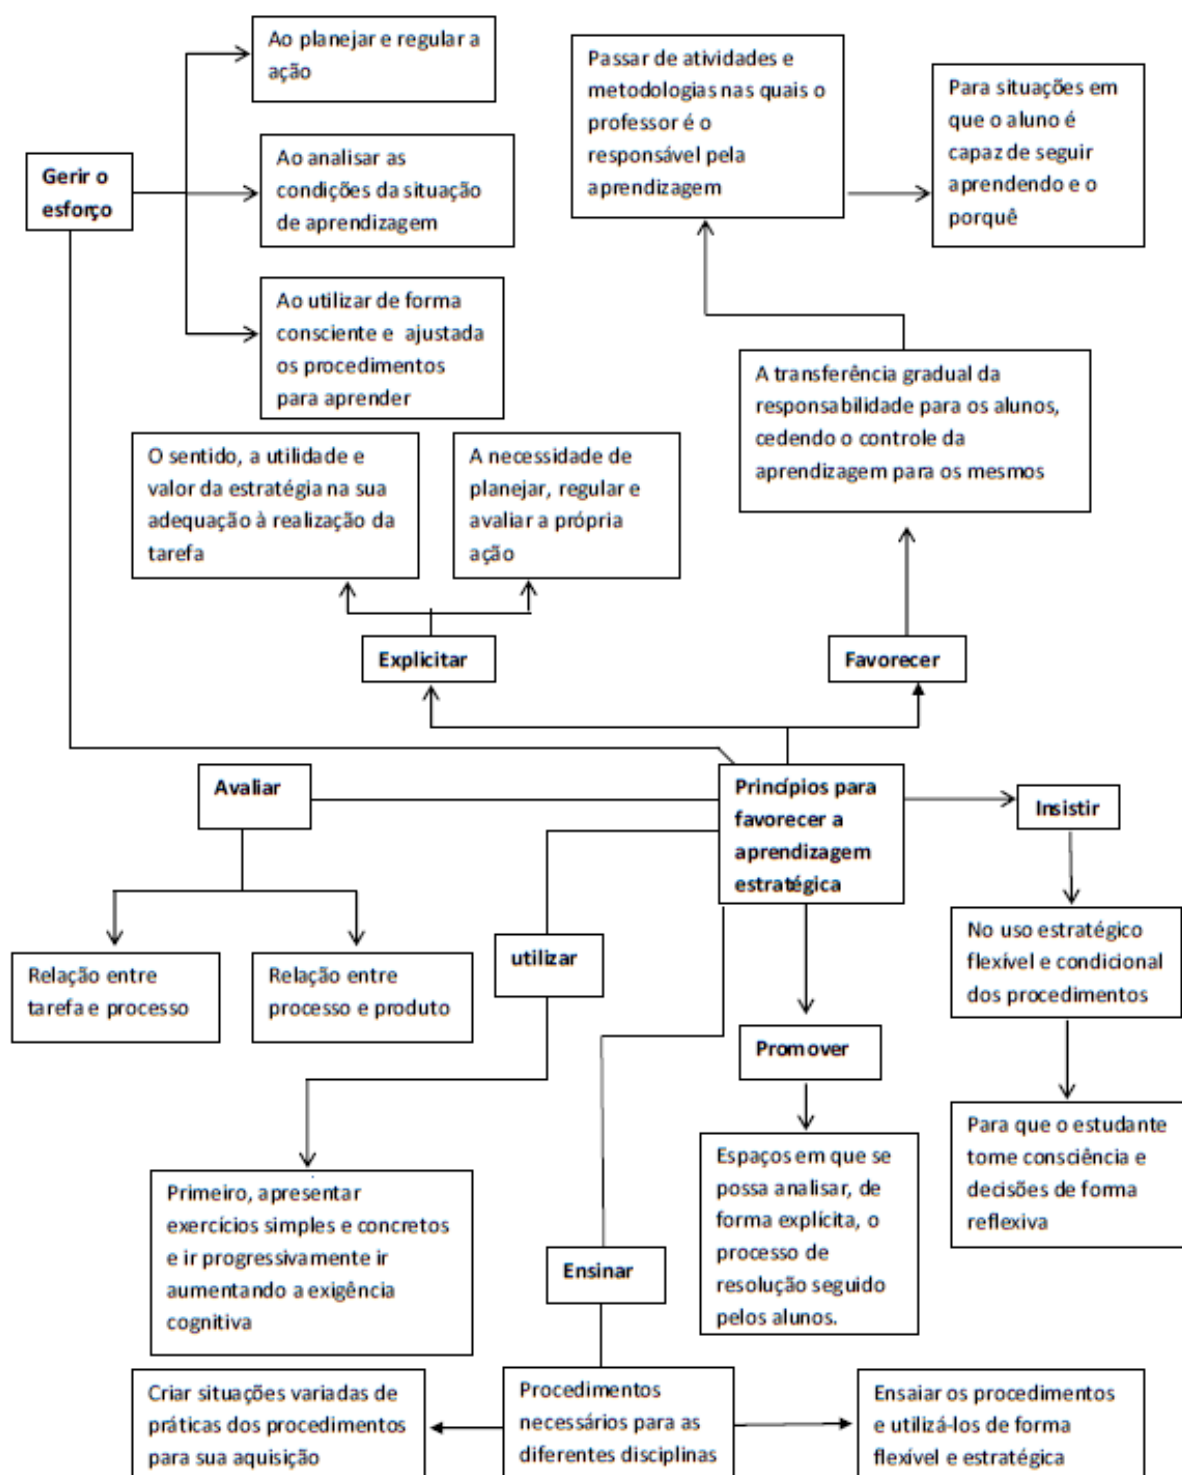 Ao planejar e regular a
ação
Passar de atividades e
metodologias nas quais o
professor é o
responsável pela
aprendizagem
Para situações em
que o aluno é
capaz de seguir
aprendendo e o
porquê
Gerir o
esforço
Ao analisar as
condições da situação
de aprendizagem
Ao utilizar de forma
consciente e ajustada
os procedimentos
para aprender
A transferência gradual da
responsabilidade para os alunos,
cedendo o controle da
aprendizagem para os mesmos
O sentido, a utilidade e
valor da estratégia na sua
adequação à realização da
tarefa
A necessidade de
planejar, regular e
avaliar a própria
ação
Explicitar
Favorecer
Avaliar
Princípios para
favorecer a
aprendizagem
estratégica
Insistir
Relação entre
tarefa e processo
Relação entre
processo e produto
utilizar
No uso estratégico
flexível e condicional
dos procedimentos
Promover
Para que o estudante
tome consciência e
decisões de forma
reflexiva
Primeiro, apresentar
exercícios simples e concretos
e ir progressivamente ir
aumentando a exigência
cognitiva
Ensinar
Espaços em que se
possa analisar, de
forma explícita, o
processo de
resolução seguido
pelos alunos.
Criar situações variadas de
práticas dos procedimentos
para sua aquisição
Procedimentos
necessários para as
diferentes disciplinas
Ensaiar os procedimentos
e utilizá-los de forma
flexível e estratégica